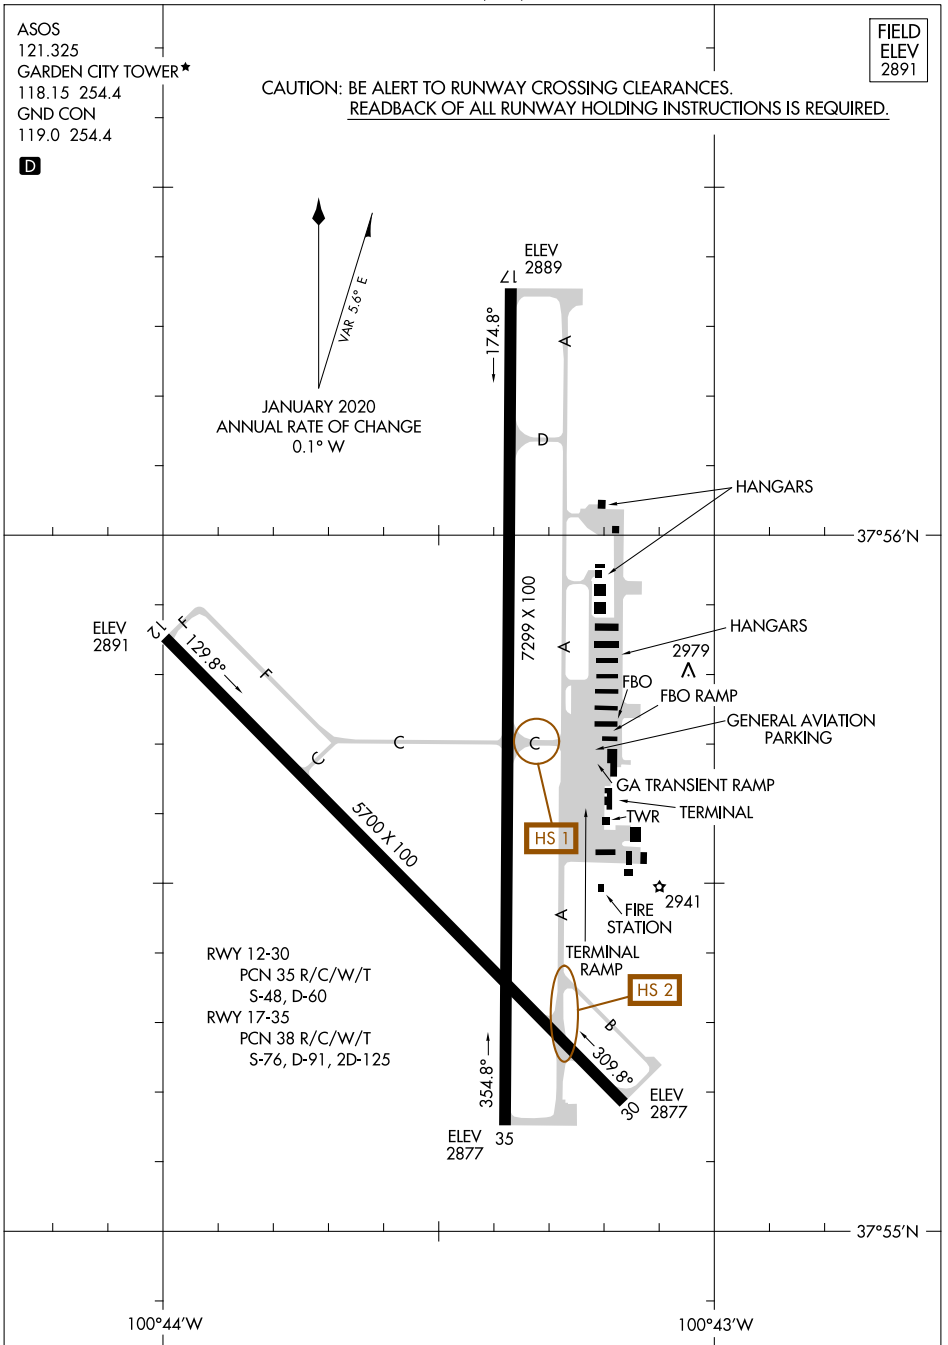 ASOS
121.325
GARDEN CITY TOWER★
118.15 254.4
GND CON
119.0 254.4
D
FIELD
ELEV
2891
CAUTION: BE ALERT TO RUNWAY CROSSING CLEARANCES.
READBACK OF ALL RUNWAY HOLDING INSTRUCTIONS IS REQUIRED.
VAR 5.6° E
JANUARY 2020
ANNUAL RATE OF CHANGE
0.1° W
ELEV
2889
17
174.8°
A
D
HANGARS
37°56'N
7299 X 100
A
HANGARS
2979
FBO
FBO RAMP
GENERAL AVIATION
PARKING
GA TRANSIENT RAMP
TERMINAL
TWR
ELEV
2891
12
129.8°
F
F
C
C
C
HS 1
5700 X 100
A
2941
FIRE
STATION
TERMINAL
RAMP
HS 2
B
RWY 12-30
PCN 35 R/C/W/T
S-48, D-60
RWY 17-35
PCN 38 R/C/W/T
S-76, D-91, 2D-125
354.8°
309.8°
30
ELEV
2877
ELEV
2877
35
37°55'N
100°44'W
100°43'W